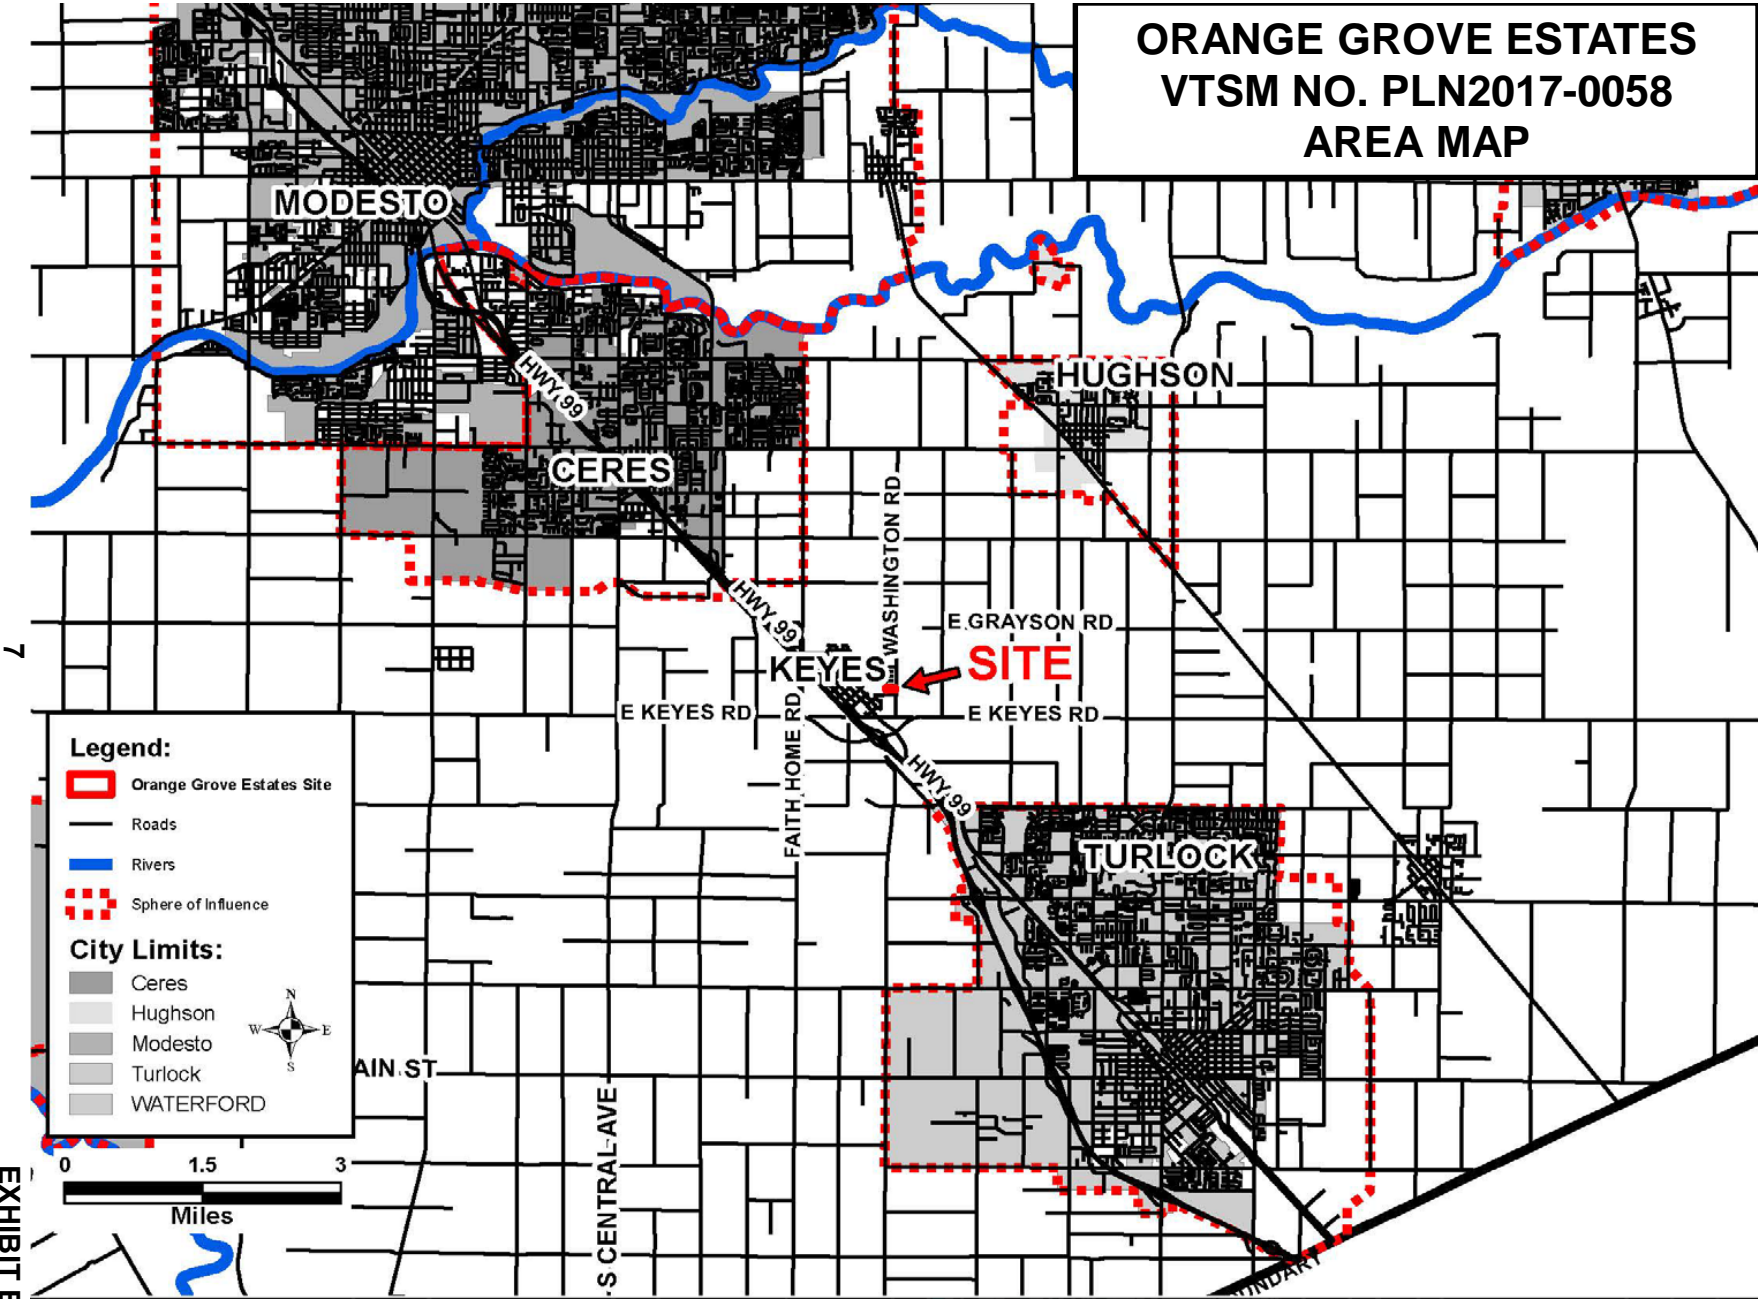 ORANGE GROVE ESTATES
VTSM NO. PLN2017-0058
AREA MAP
MODESTO
HWY 99
HUGHSON
CERES
WASHINGTON RD
HWY 99
E GRAYSON RD
KEYES
SITE
E KEYES RD
E KEYES RD
FAITH HOME RD
HWY 99
TURLOCK
7
Legend:
Orange Grove Estates Site
Roads
Rivers
Sphere of Influence
City Limits:
Ceres
Hughson
Modesto
Turlock
WATERFORD
N
W
E
S
AIN ST
S CENTRAL AVE
0 1.5 3
Miles
EXHIBIT